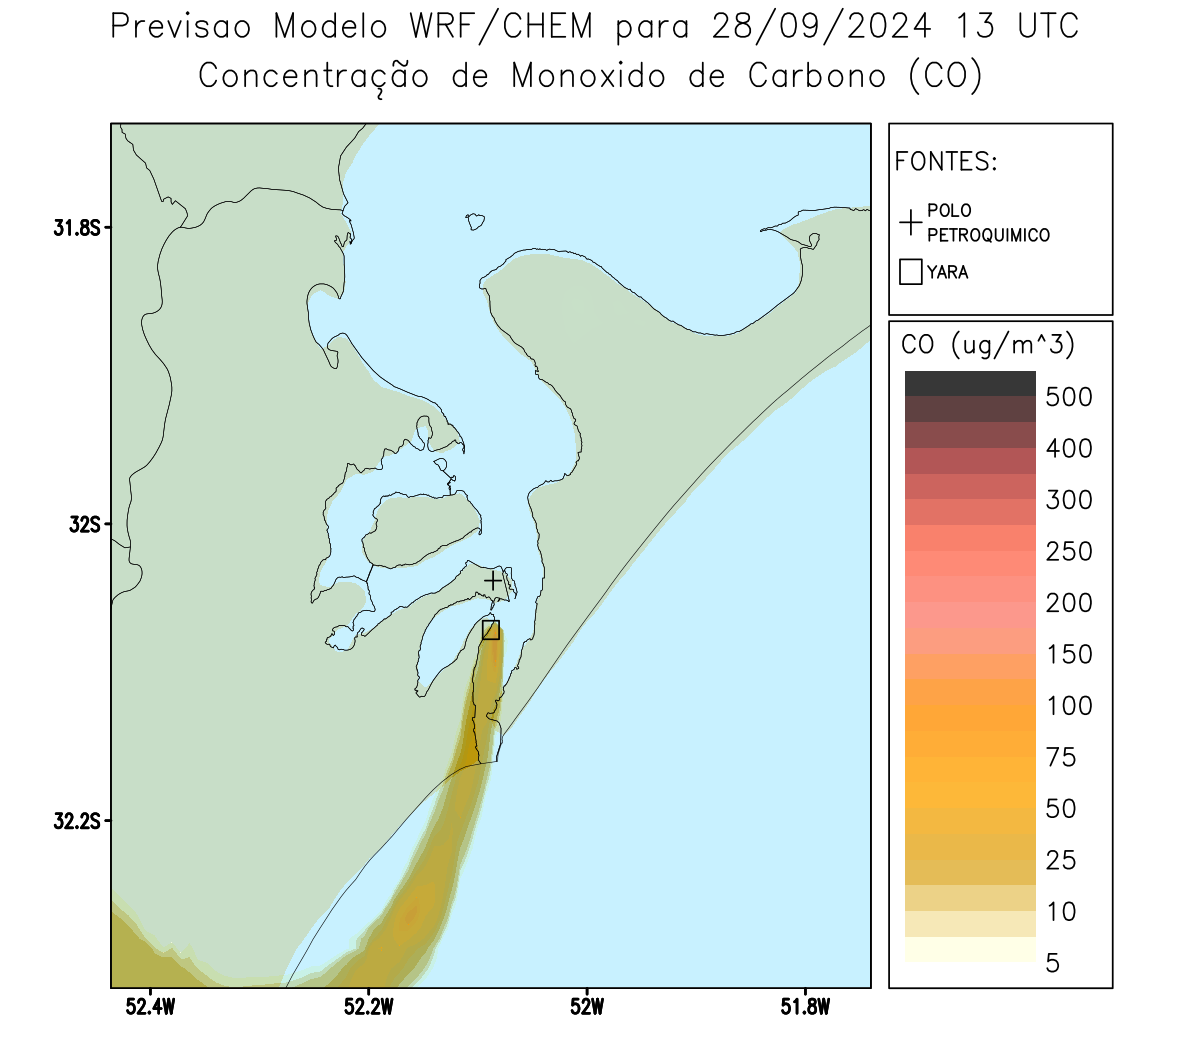 Previsao Modelo WRF/CHEM para 28/09/2024 13 UTC
Concentração de Monoxido de Carbono (CO)
FONTES:
POLO
PETROQUIMICO
YARA
CO (ug/m^3)
500
400
300
250
200
150
100
75
50
25
10
5
31.8S
32S
32.2S
52.4W
52.2W
52W
51.8W